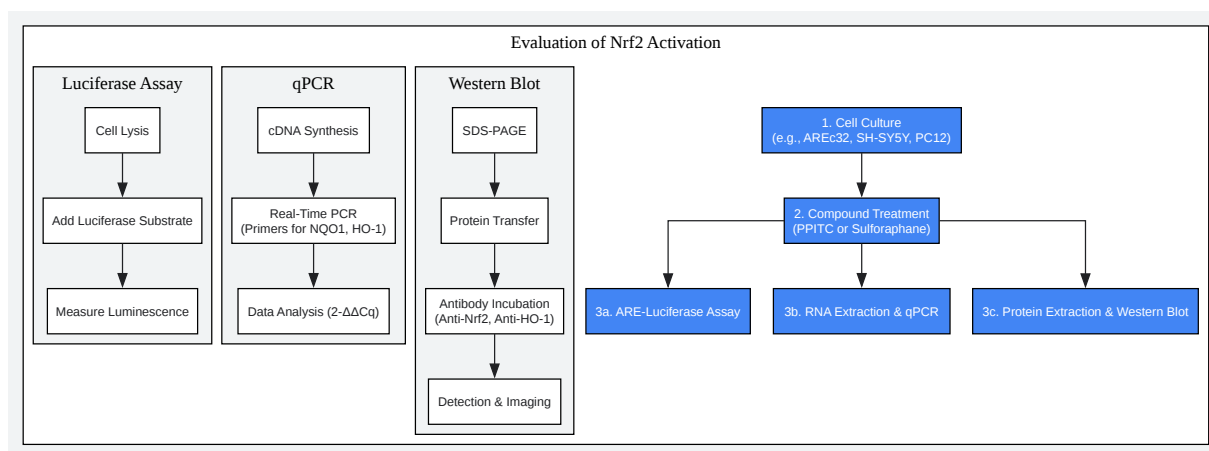 Evaluation of Nrf2 Activation
Luciferase Assay
Cell Lysis
Add Luciferase Substrate
Measure Luminescence
qPCR
cDNA Synthesis
Real-Time PCR
(Primers for NQO1, HO-1)
Data Analysis (2-ΔΔCq)
Western Blot
SDS-PAGE
Protein Transfer
Antibody Incubation
(Anti-Nrf2, Anti-HO-1)
Detection & Imaging
1. Cell Culture
(e.g., AREc32, SH-SY5Y, PC12)
2. Compound Treatment
(PPITC or Sulforaphane)
3a. ARE-Luciferase Assay
3b. RNA Extraction & qPCR
3c. Protein Extraction & Western Blot